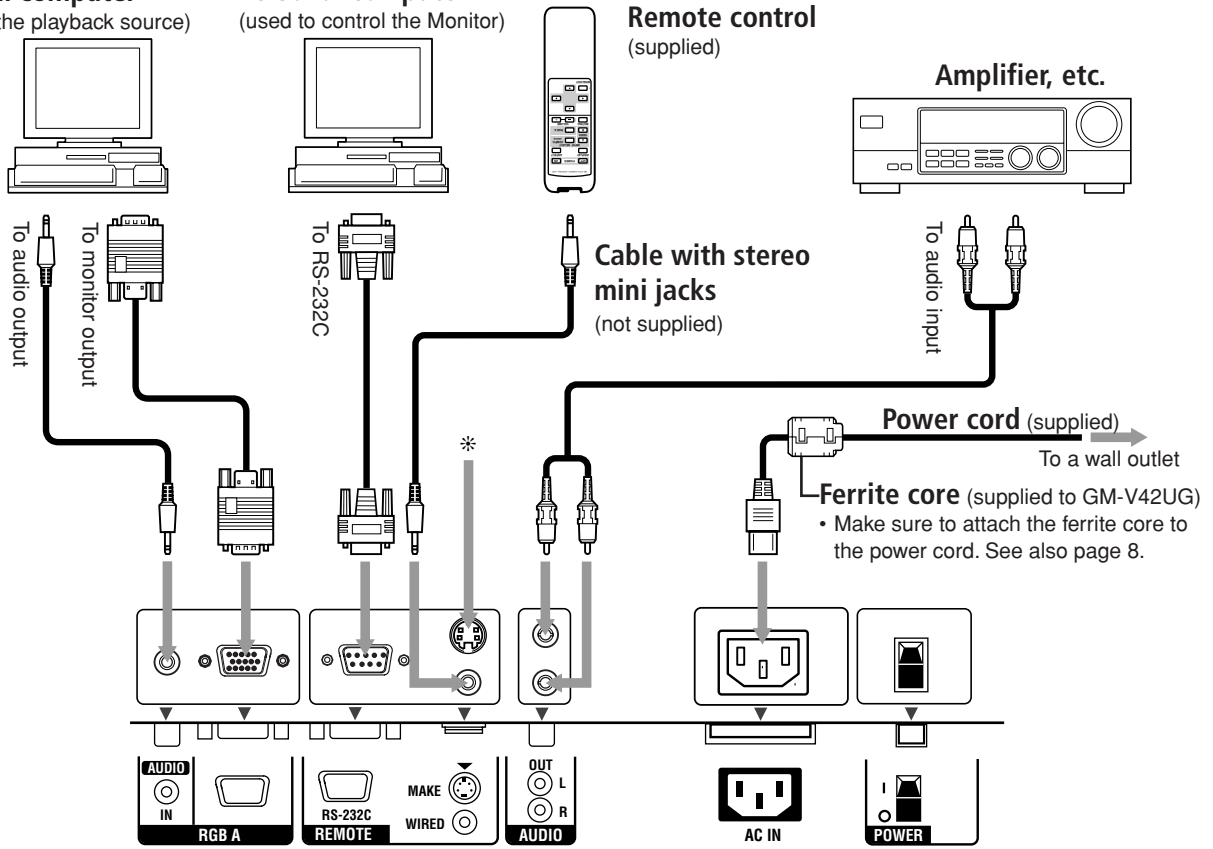 computer
the playback source)
(used to control the Monitor)
Remote control
(supplied)
Amplifier, etc.
To audio output
To monitor output
To RS-232C
Cable with stereo
mini jacks
(not supplied)
To audio input
Power cord (supplied)
To a wall outlet
Ferrite core (supplied to GM-V42UG)
• Make sure to attach the ferrite core to
the power cord. See also page 8.
AUDIO
IN
RGB A
RS-232C
REMOTE
MAKE
WIRED
OUT
L
R
AUDIO
AC IN
I
POWER